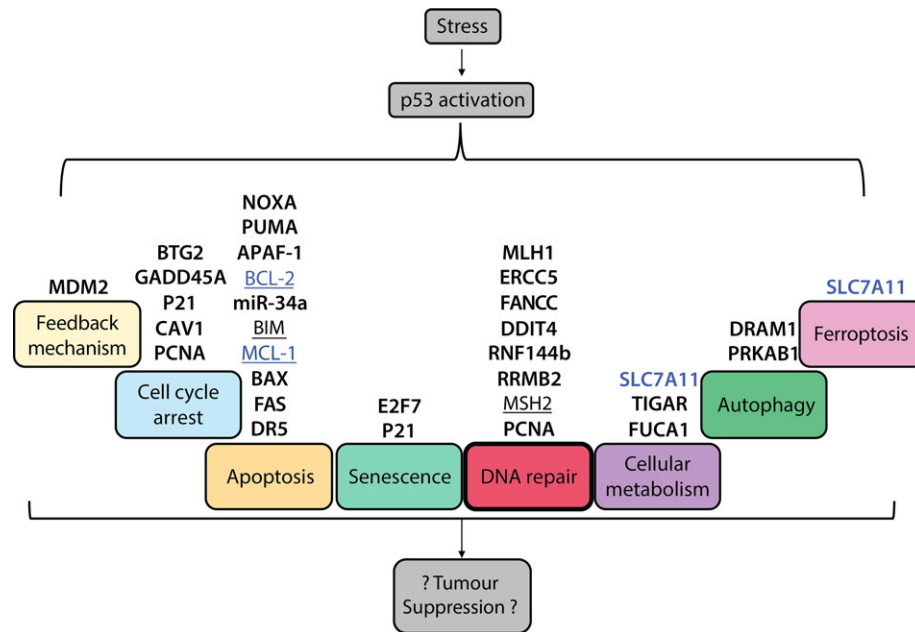 Stress
p53 activation
MDM2
Feedback
mechanism
BTG2
GADD45A
P21
CAV1
PCNA
Cell cycle
arrest
NOXA
PUMA
APAF-1
BCL-2
miR-34a
BIM
MCL-1
BAX
FAS
DR5
Apoptosis
E2F7
P21
Senescence
MLH1
ERCC5
FANCC
DDIT4
RNF144b
RRMB2
MSH2
PCNA
DNA repair
SLC7A11
TIGAR
FUCA1
Cellular
metabolism
DRAM1
PRKAB1
Autophagy
SLC7A11
Ferroptosis
? Tumour
Suppression ?